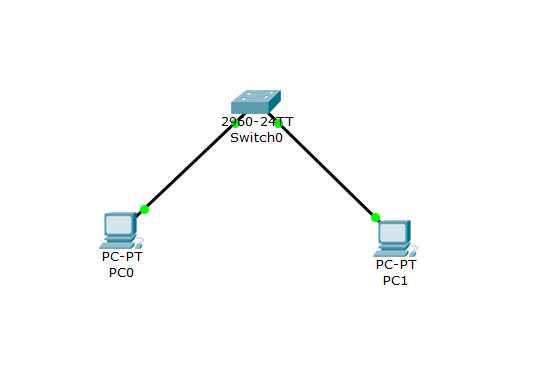 2960-24TT
Switch0
PC-PT
PC0
PC-PT
PC1